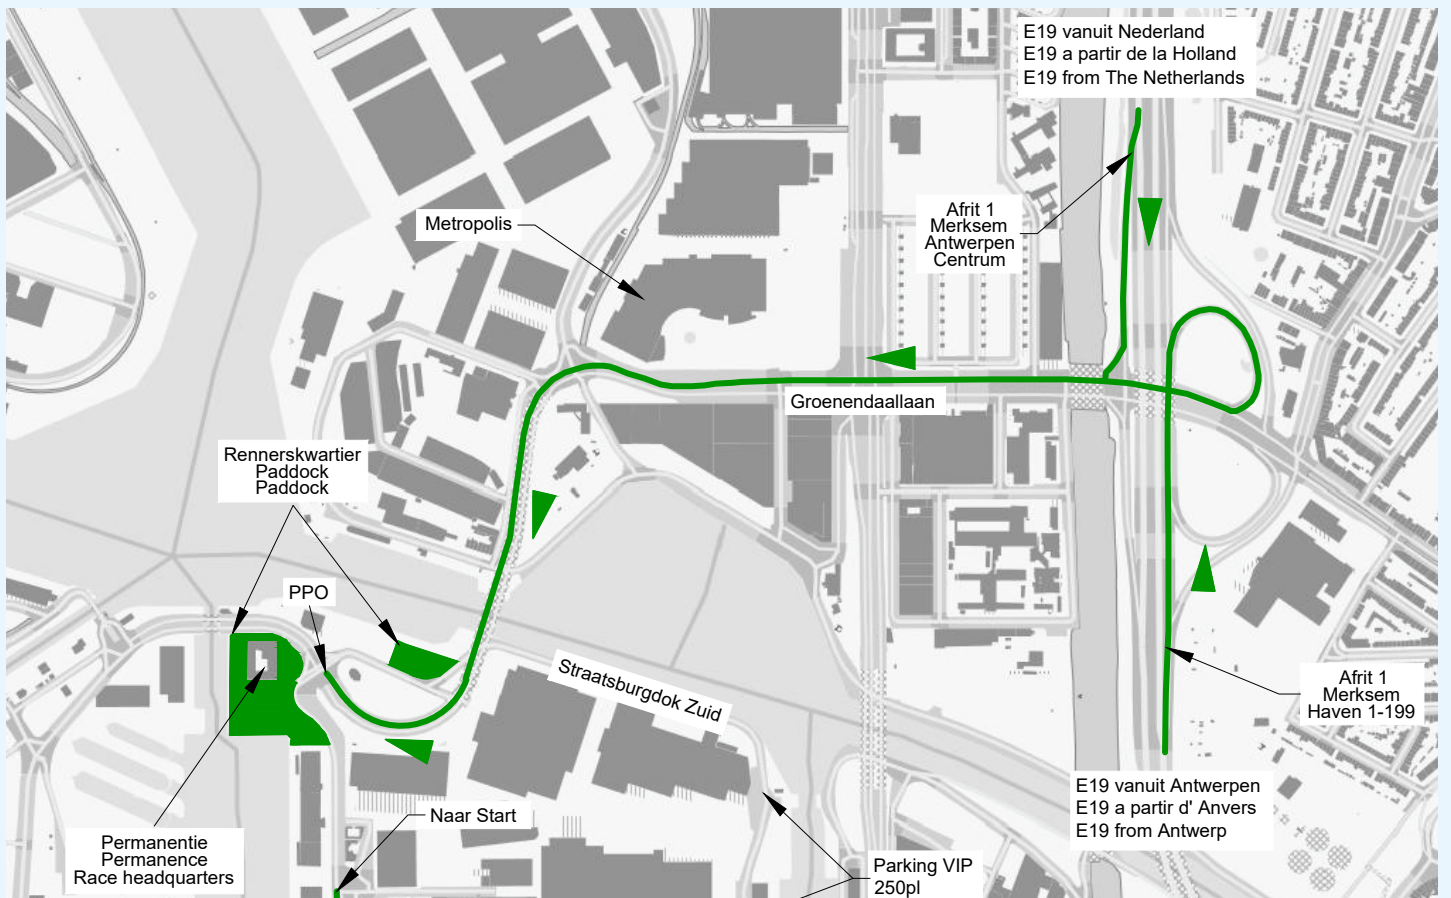 E19 vanuit Nederland
E19 a partir de la Holland
E19 from The Netherlands
Afrit 1
Merksem
Antwerpen
Centrum
Metropolis
Groenendaallaan
Rennerskwartier
Paddock
Paddock
PPO
Straatsburgdok Zuid
Afrit 1
Merksem
Haven 1-199
E19 vanuit Antwerpen
E19 a partir d' Anvers
E19 from Antwerp
Naar Start
Permanentie
Permanence
Race headquarters
Parking VIP
250pl